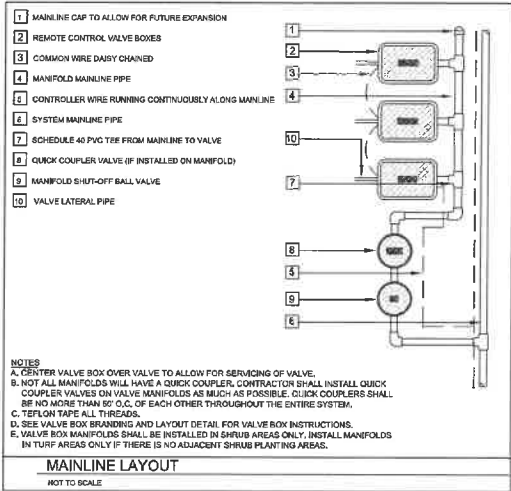 1 MAINLINE CAP TO ALLOW FOR FUTURE EXPANSION
2 REMOTE CONTROL VALVE BOXES
3 COMMON WIRE DAISY CHAINED
4 MANIFOLD MAINLINE PIPE
5 CONTROLLER WIRE RUNNING CONTINUOUSLY ALONG MAINLINE
6 SYSTEM MAINLINE PIPE
7 SCHEDULE 40 PVC TEE FROM MAINLINE TO VALVE
8 QUICK COUPLER VALVE (IF INSTALLED ON MANIFOLD)
9 MANIFOLD SHUT-OFF BALL VALVE
10 VALVE LATERAL PIPE
1
2
3
4
10
7
8
5
9
6
NOTES
A. CENTER VALVE BOX OVER VALVE TO ALLOW FOR SERVICING OF VALVE.
B. NOT ALL MANIFOLDS WILL HAVE A QUICK COUPLER. CONTRACTOR SHALL INSTALL QUICK
COUPLER VALVES ON VALVE MANIFOLDS AS MUCH AS POSSIBLE. QUICK COUPLERS SHALL
BE NO MORE THAN 50' O.C. OF EACH OTHER THROUGHOUT THE ENTIRE SYSTEM.
C. TEFLON TAPE ALL THREADS.
D. SEE VALVE BOX BRANDING AND LAYOUT DETAIL FOR VALVE BOX INSTRUCTIONS.
E. VALVE BOX MANIFOLDS SHALL BE INSTALLED IN SHRUB AREAS ONLY, INSTALL MANIFOLDS
IN TURF AREAS ONLY IF THERE IS NO ADJACENT SHRUB PLANTING AREAS.
MAINLINE LAYOUT
NOT TO SCALE